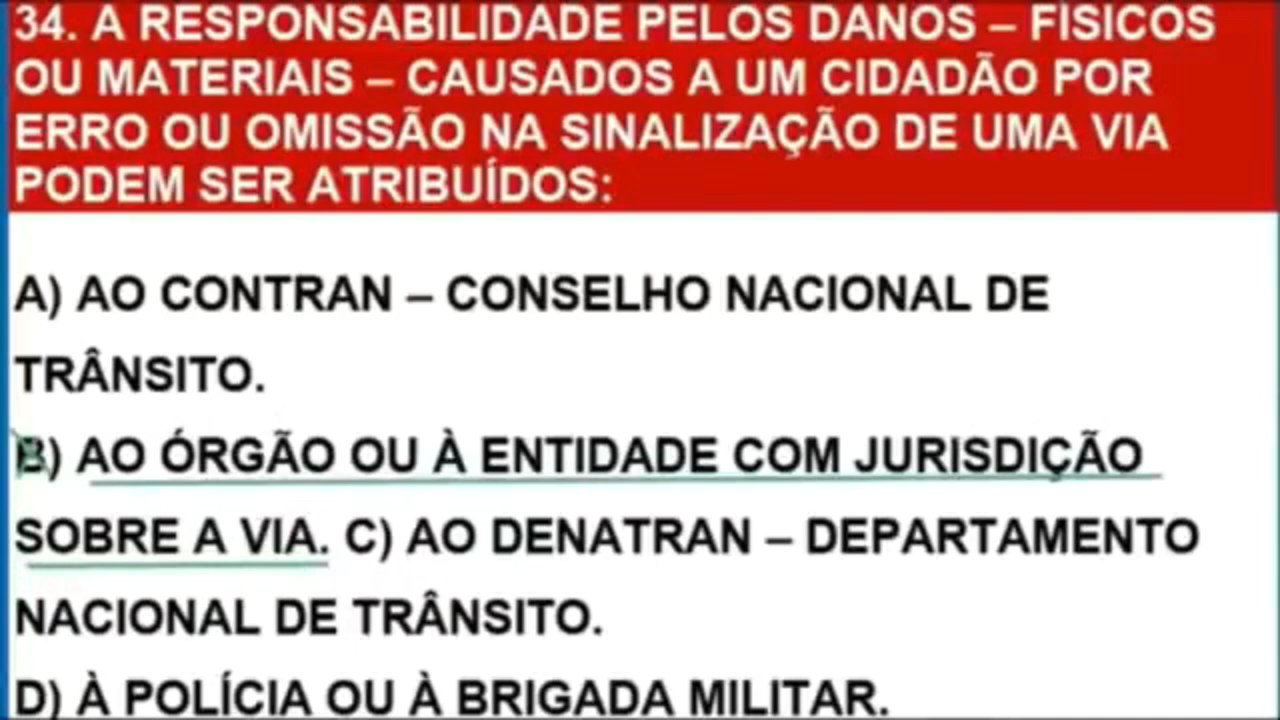 34. A RESPONSABILIDADE PELOS DANOS – FÍSICOS
OU MATERIAIS – CAUSADOS A UM CIDADÃO POR
ERRO OU OMISSÃO NA SINALIZAÇÃO DE UMA VIA
PODEM SER ATRIBUÍDOS:
A) AO CONTRAN – CONSELHO NACIONAL DE
TRÂNSITO.
B) AO ÓRGÃO OU À ENTIDADE COM JURISDIÇÃO
SOBRE A VIA. C) AO DENATRAN – DEPARTAMENTO
NACIONAL DE TRÂNSITO.
D) À POLÍCIA OU À BRIGADA MILITAR.